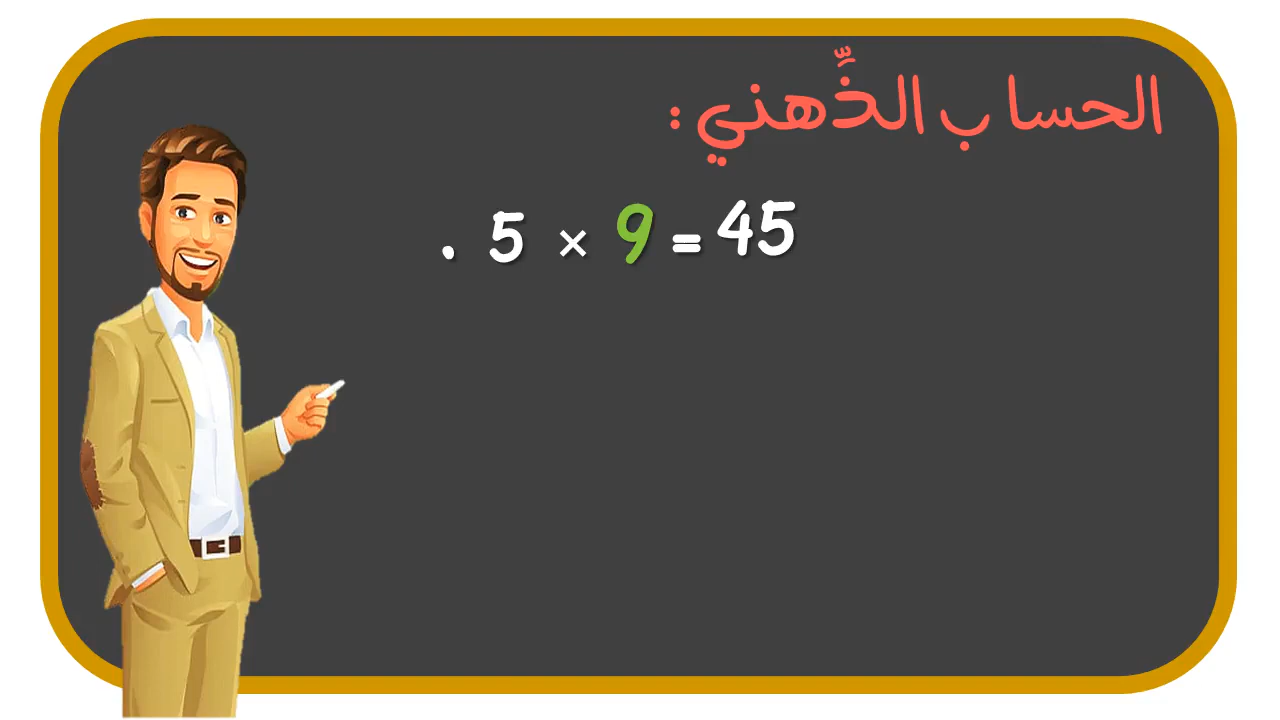 الحساب الذِّهني :
. 5 × 9 = 45